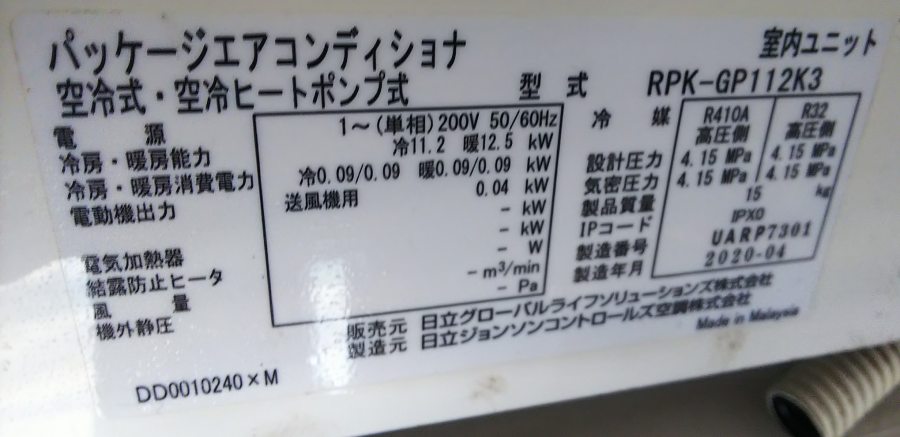 パッケージエアコンディショナ 室内ユニット
空冷式・空冷ヒートポンプ式 型式 RPK-GP112K3
電源 1～(単相)200V 50/60Hz
冷房・暖房能力 冷11.2 暖12.5 kW
冷房・暖房消費電力 冷0.09/0.09 暖0.09/0.09 kW
電動機出力 送風機用 0.04 kW
- kW
- kW
電気加熱器 - W
結露防止ヒータ
風量 - m³/min
機外静圧 - Pa
冷媒 R410A R32
高圧側 高圧側
設計圧力 4.15 MPa 4.15 MPa
気密圧力 4.15 MPa 4.15 MPa
製品質量 15 kg
IPコード IPX0
製造番号 UARP7301
製造年月 2020-04
販売元 日立グローバルライフソリューションズ株式会社
製造元 日立ジョンソンコントロールズ空調株式会社
Made in Malaysia
DD0010240×M